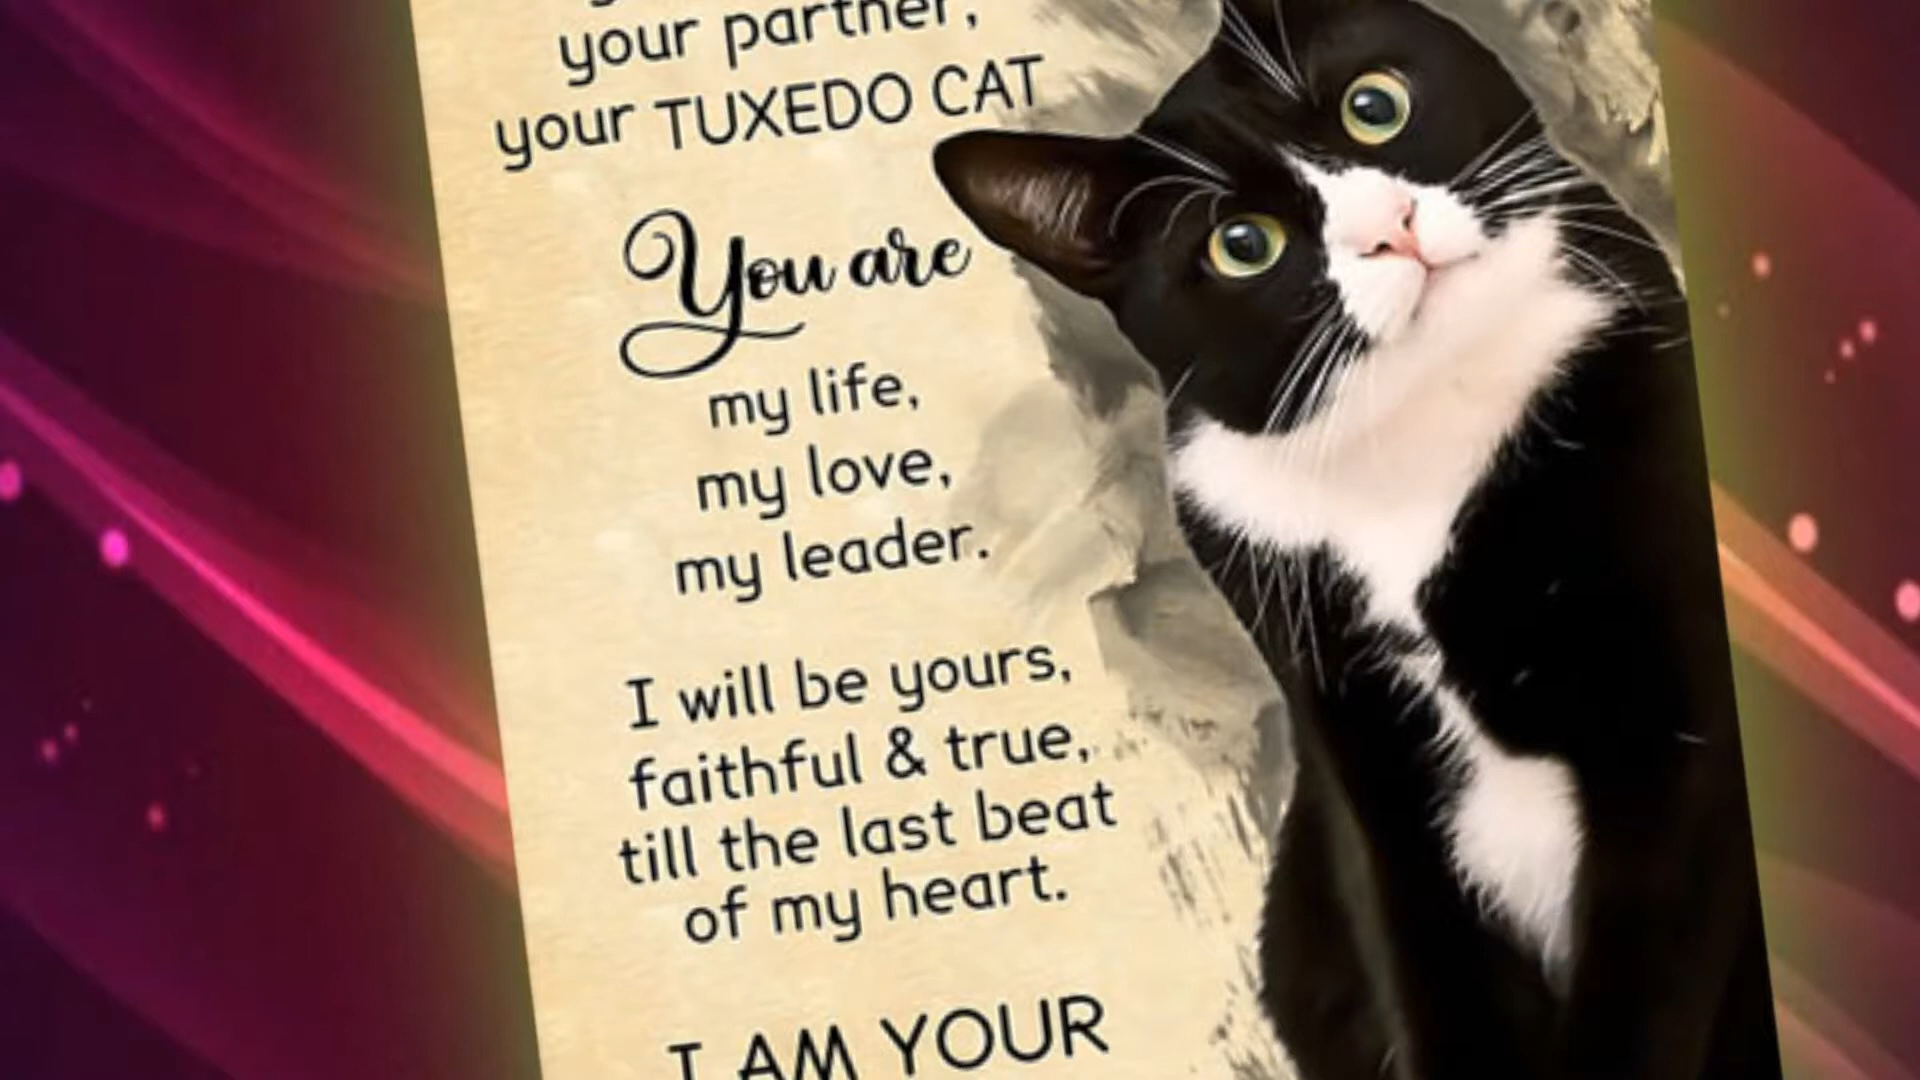 your partner,
your TUXEDO CAT
You are
my life,
my love,
my leader.
I will be yours,
faithful & true,
till the last beat
of my heart.
I AM YOUR